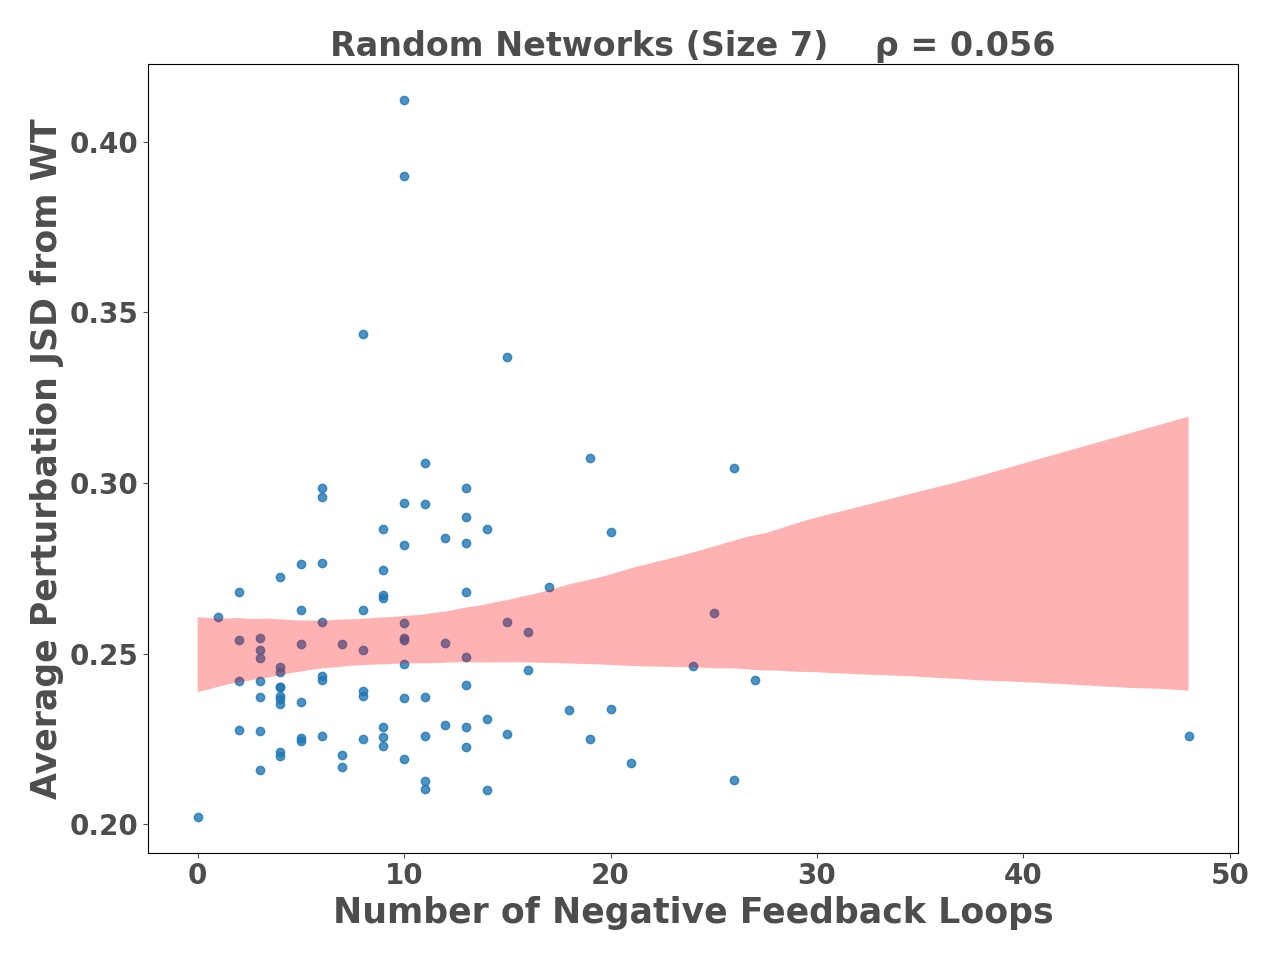 Random Networks (Size 7) ρ = 0.056
Average Perturbation JSD from WT
0.40
0.35
0.30
0.25
0.20
0 10 20 30 40 50
Number of Negative Feedback Loops